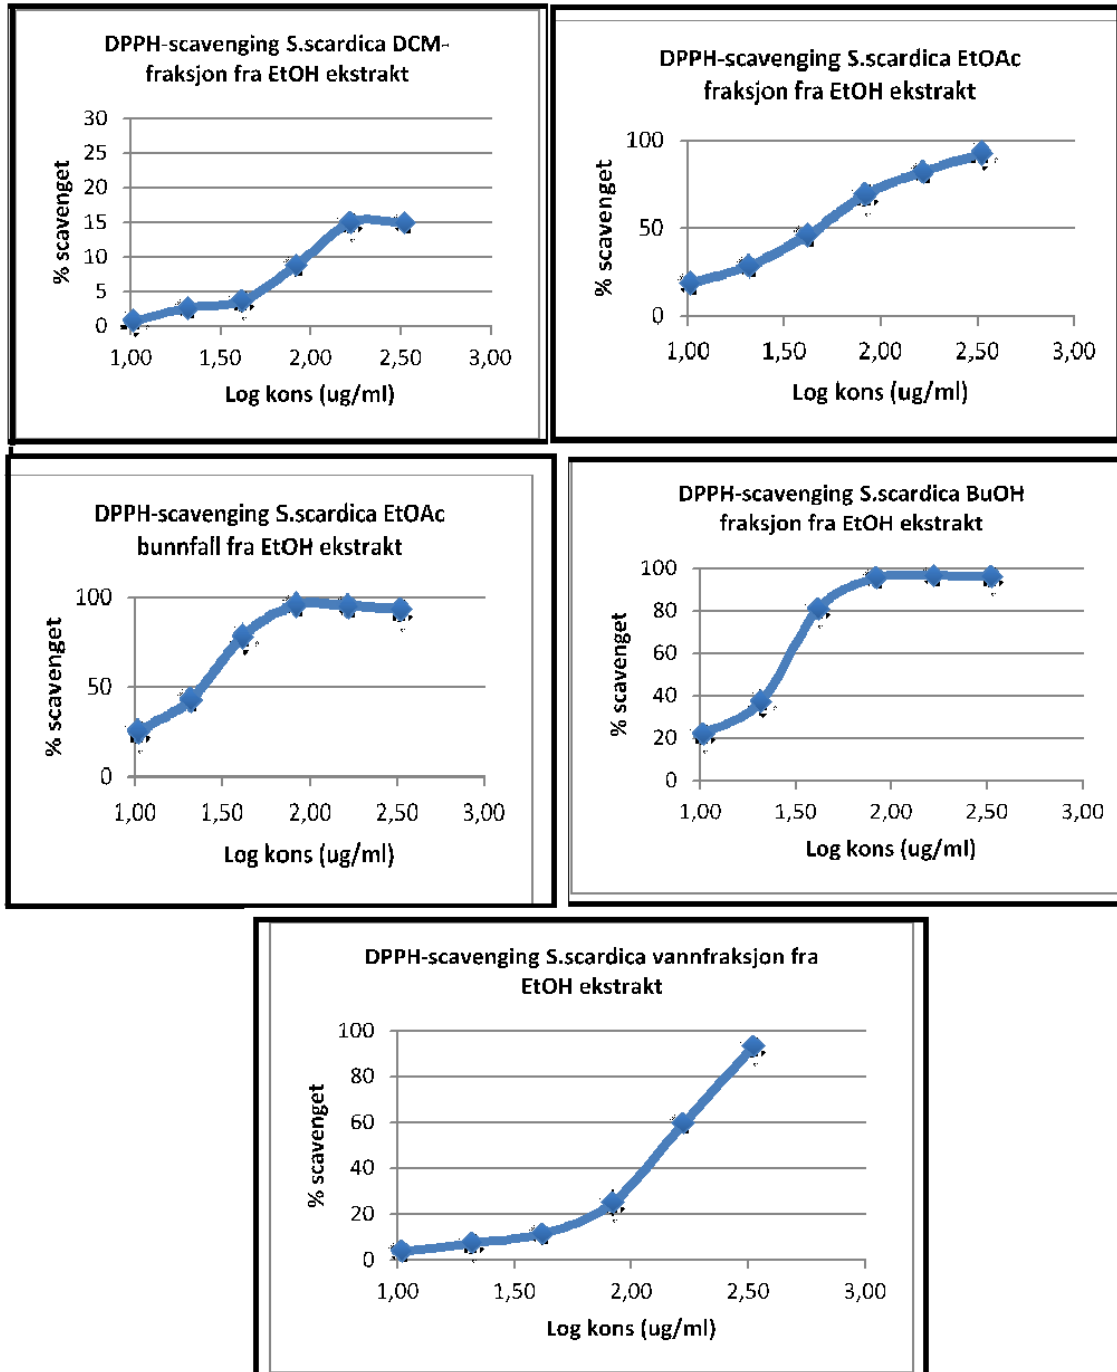 DPPH-scavenging S.scardica DCM-
fraksjon fra EtOH ekstrakt
30
25
20
15
10
5
0
% scavenget
1,00 1,50 2,00 2,50 3,00
Log kons (ug/ml)
DPPH-scavenging S.scardica EtOAc
fraksjon fra EtOH ekstrakt
100
50
0
% scavenget
1,00 1,50 2,00 2,50 3,00
Log kons (ug/ml)
DPPH-scavenging S.scardica EtOAc
bunnfall fra EtOH ekstrakt
100
50
0
% scavenget
1,00 1,50 2,00 2,50 3,00
Log kons (ug/ml)
DPPH-scavenging S.scardica BuOH
fraksjon fra EtOH ekstrakt
100
80
60
40
20
0
% scavenget
1,00 1,50 2,00 2,50 3,00
Log kons (ug/ml)
DPPH-scavenging S.scardica vannfraksjon fra
EtOH ekstrakt
100
80
60
40
20
0
% scavenget
1,00 1,50 2,00 2,50 3,00
Log kons (ug/ml)